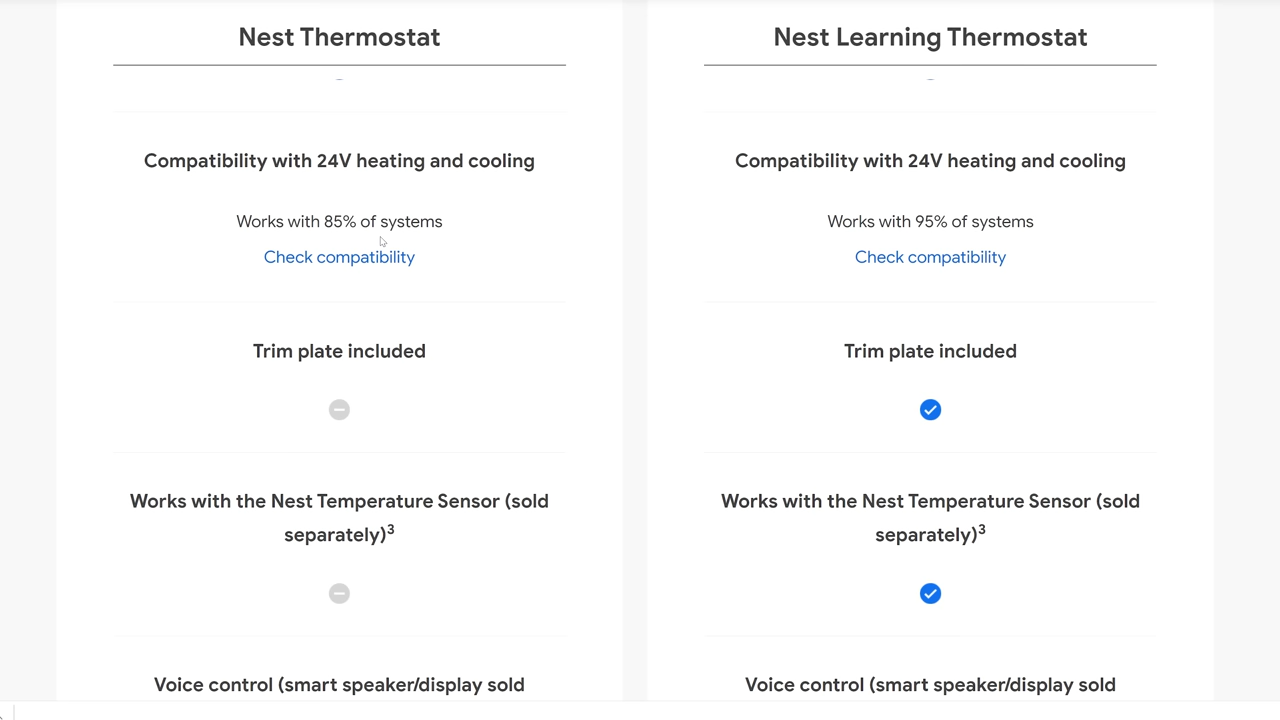 Nest Thermostat
Nest Learning Thermostat
Compatibility with 24V heating and cooling
Works with 85% of systems
Check compatibility
Compatibility with 24V heating and cooling
Works with 95% of systems
Check compatibility
Trim plate included
Trim plate included
Works with the Nest Temperature Sensor (sold
separately)³
Works with the Nest Temperature Sensor (sold
separately)³
Voice control (smart speaker/display sold
Voice control (smart speaker/display sold